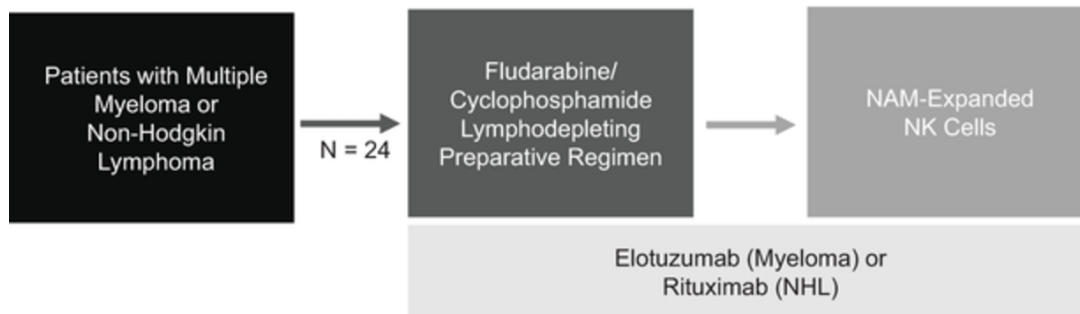 Patients with Multiple
Myeloma or
Non-Hodgkin
Lymphoma
N = 24
Fludarabine/
Cyclophosphamide
Lymphodepleting
Preparative Regimen
NAM-Expanded
NK Cells
Elotuzumab (Myeloma) or
Rituximab (NHL)